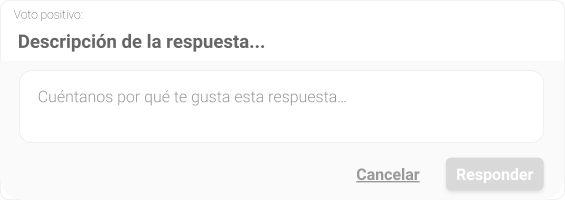 Voto positivo:
Descripción de la respuesta...
Cuéntanos por qué te gusta esta respuesta...
Cancelar Responder